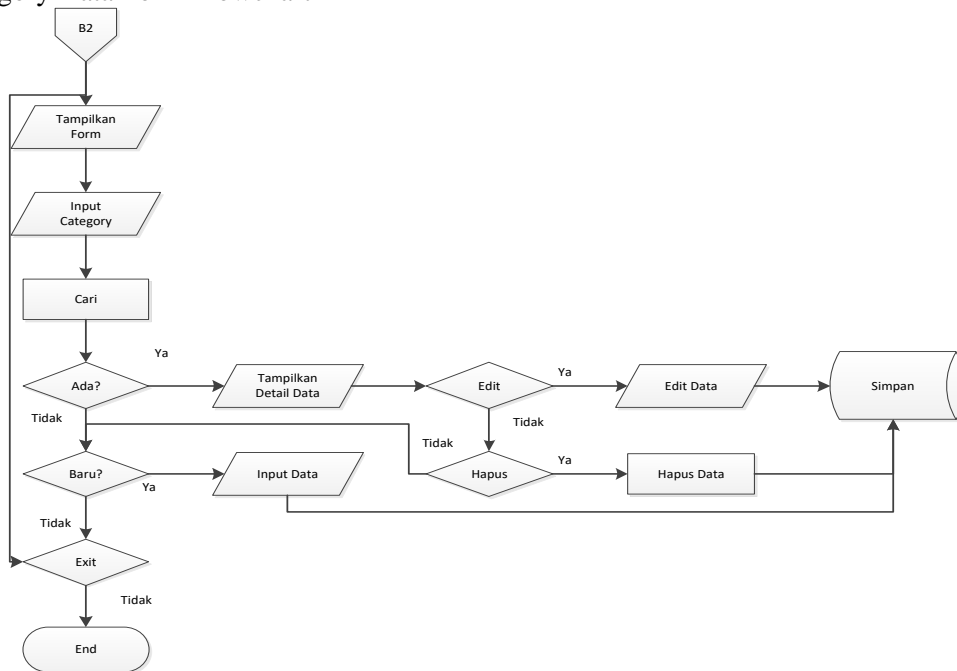 B2
Tampilkan
Form
Input
Category
Cari
Ya
Ada?
Tampilkan
Detail Data
Edit
Ya
Edit Data
Simpan
Tidak
Tidak
Tidak
Baru?
Ya
Input Data
Hapus
Ya
Hapus Data
Tidak
Exit
Tidak
End